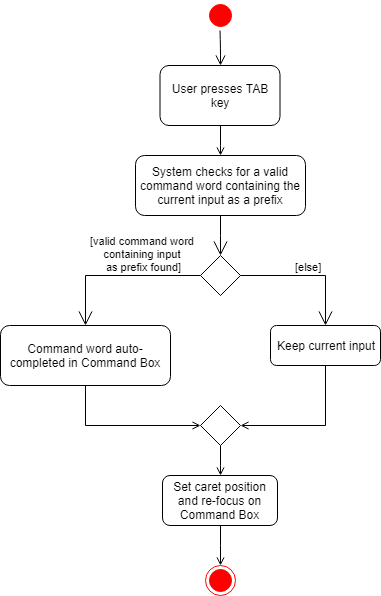 User presses TAB
key
System checks for a valid
command word containing the
current input as a prefix
[valid command word
containing input
as prefix found]
[else]
Command word auto-
completed in Command Box
Keep current input
Set caret position
and re-focus on
Command Box